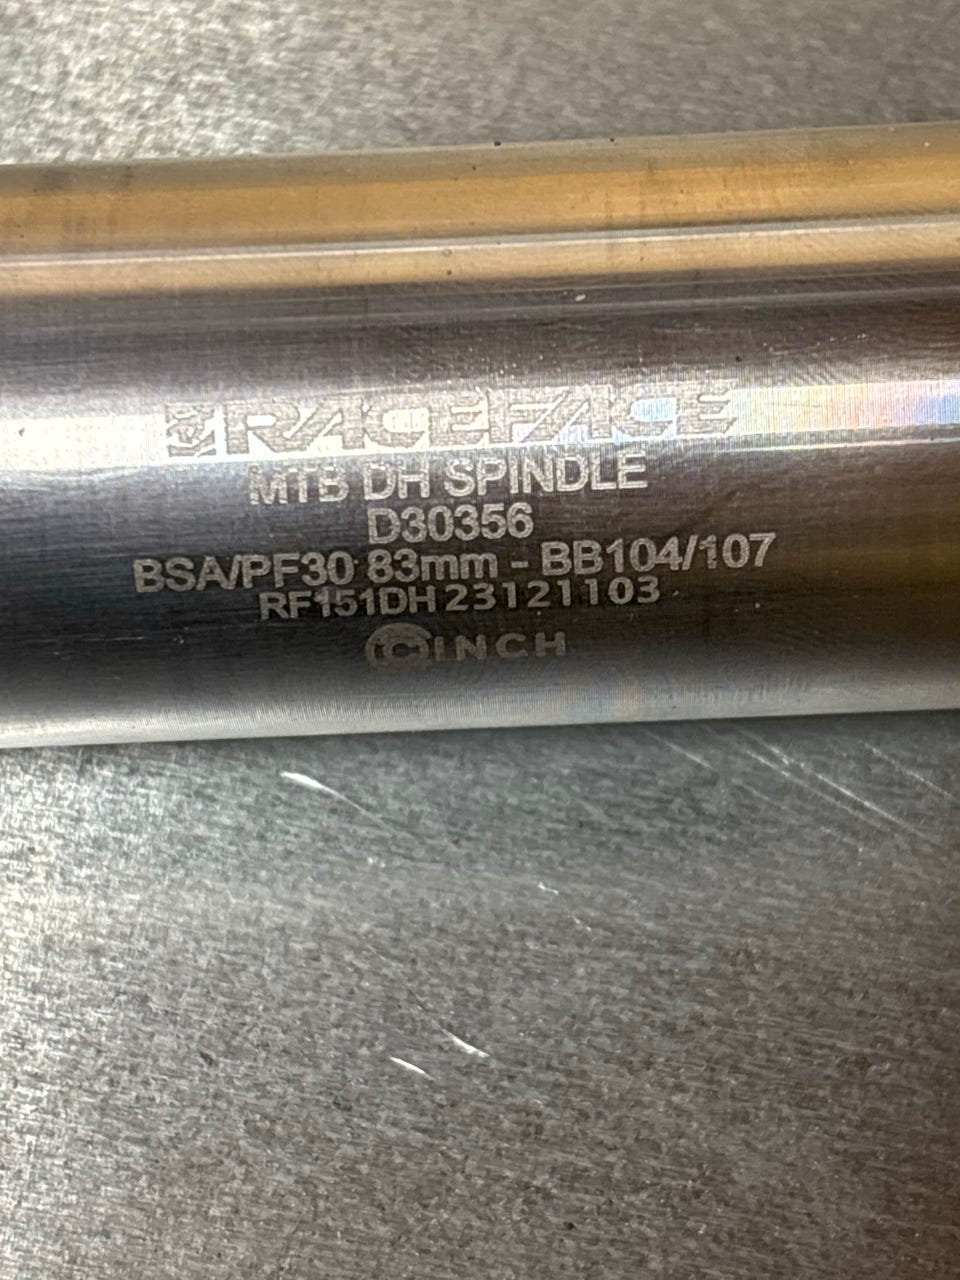 RACEFACE
MTB DH SPINDLE
D30356
BSA/PF30 83mm - BB104/107
RF151DH 23121103
CINCH